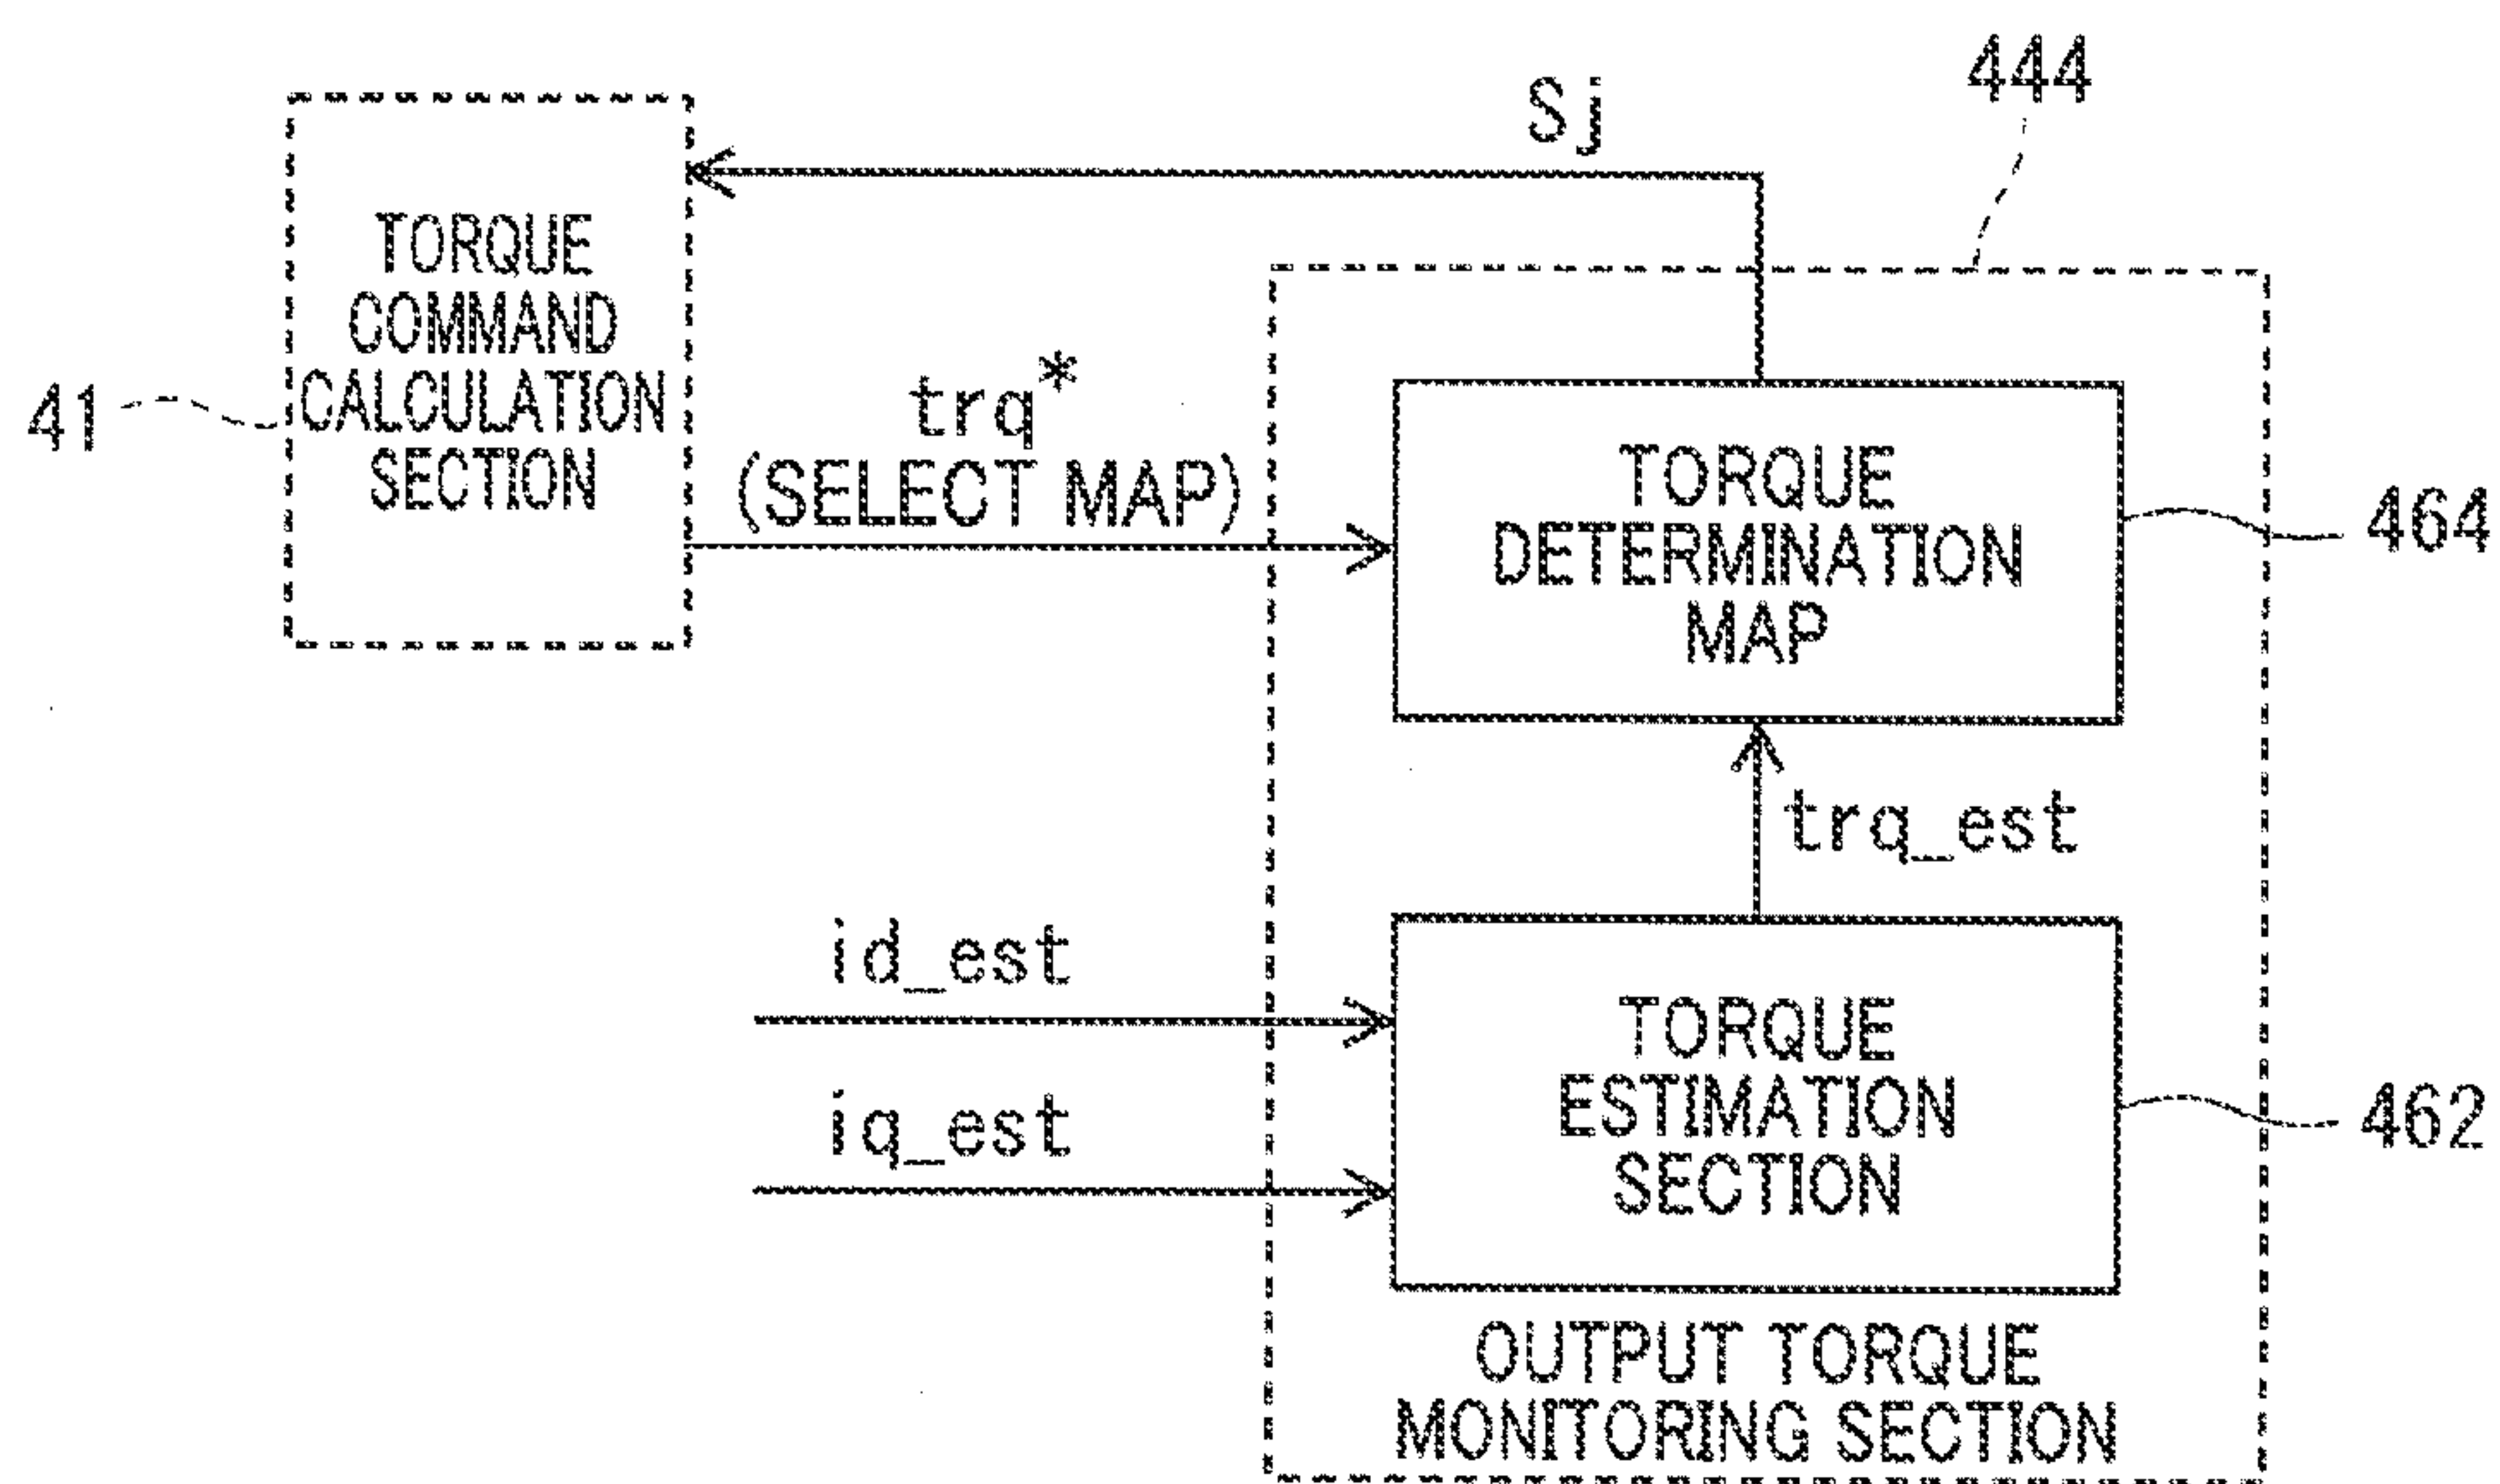 444
Sj
TORQUE
COMMAND
CALCULATION
SECTION
41
trq*
(SELECT MAP)
TORQUE
DETERMINATION
MAP
464
trq_est
id_est
iq_est
TORQUE
ESTIMATION
SECTION
462
OUTPUT TORQUE
MONITORING SECTION